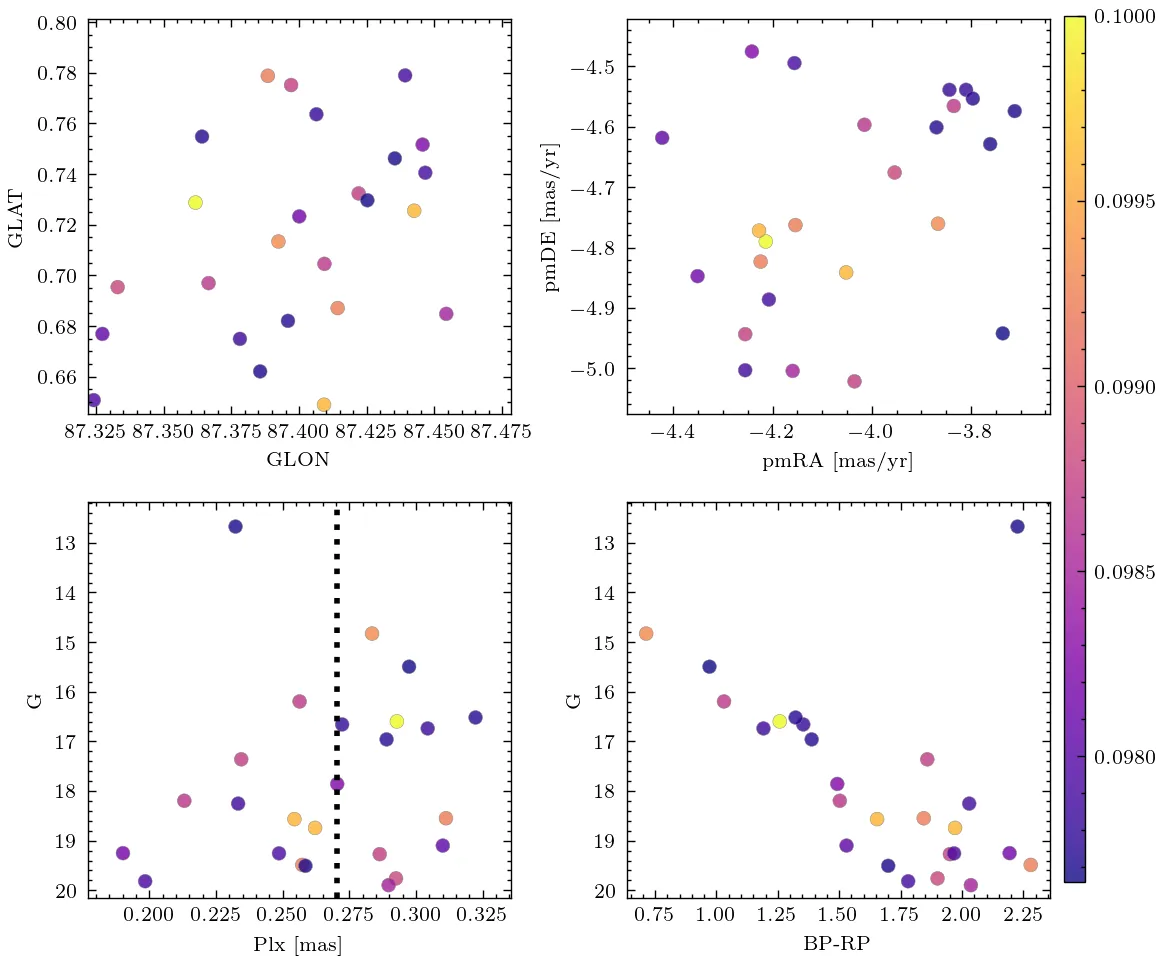 0.80
0.78
0.76
0.74
0.72
0.70
0.68
0.66
GLAT
87.325 87.350 87.375 87.400 87.425 87.450 87.475
GLON
−4.5
−4.6
−4.7
−4.8
−4.9
−5.0
pmDE [mas/yr]
−4.4 −4.2 −4.0 −3.8
pmRA [mas/yr]
0.1000
0.0995
0.0990
0.0985
0.0980
13
14
15
16
17
18
19
20
G
0.200 0.225 0.250 0.275 0.300 0.325
Plx [mas]
13
14
15
16
17
18
19
20
G
0.75 1.00 1.25 1.50 1.75 2.00 2.25
BP-RP